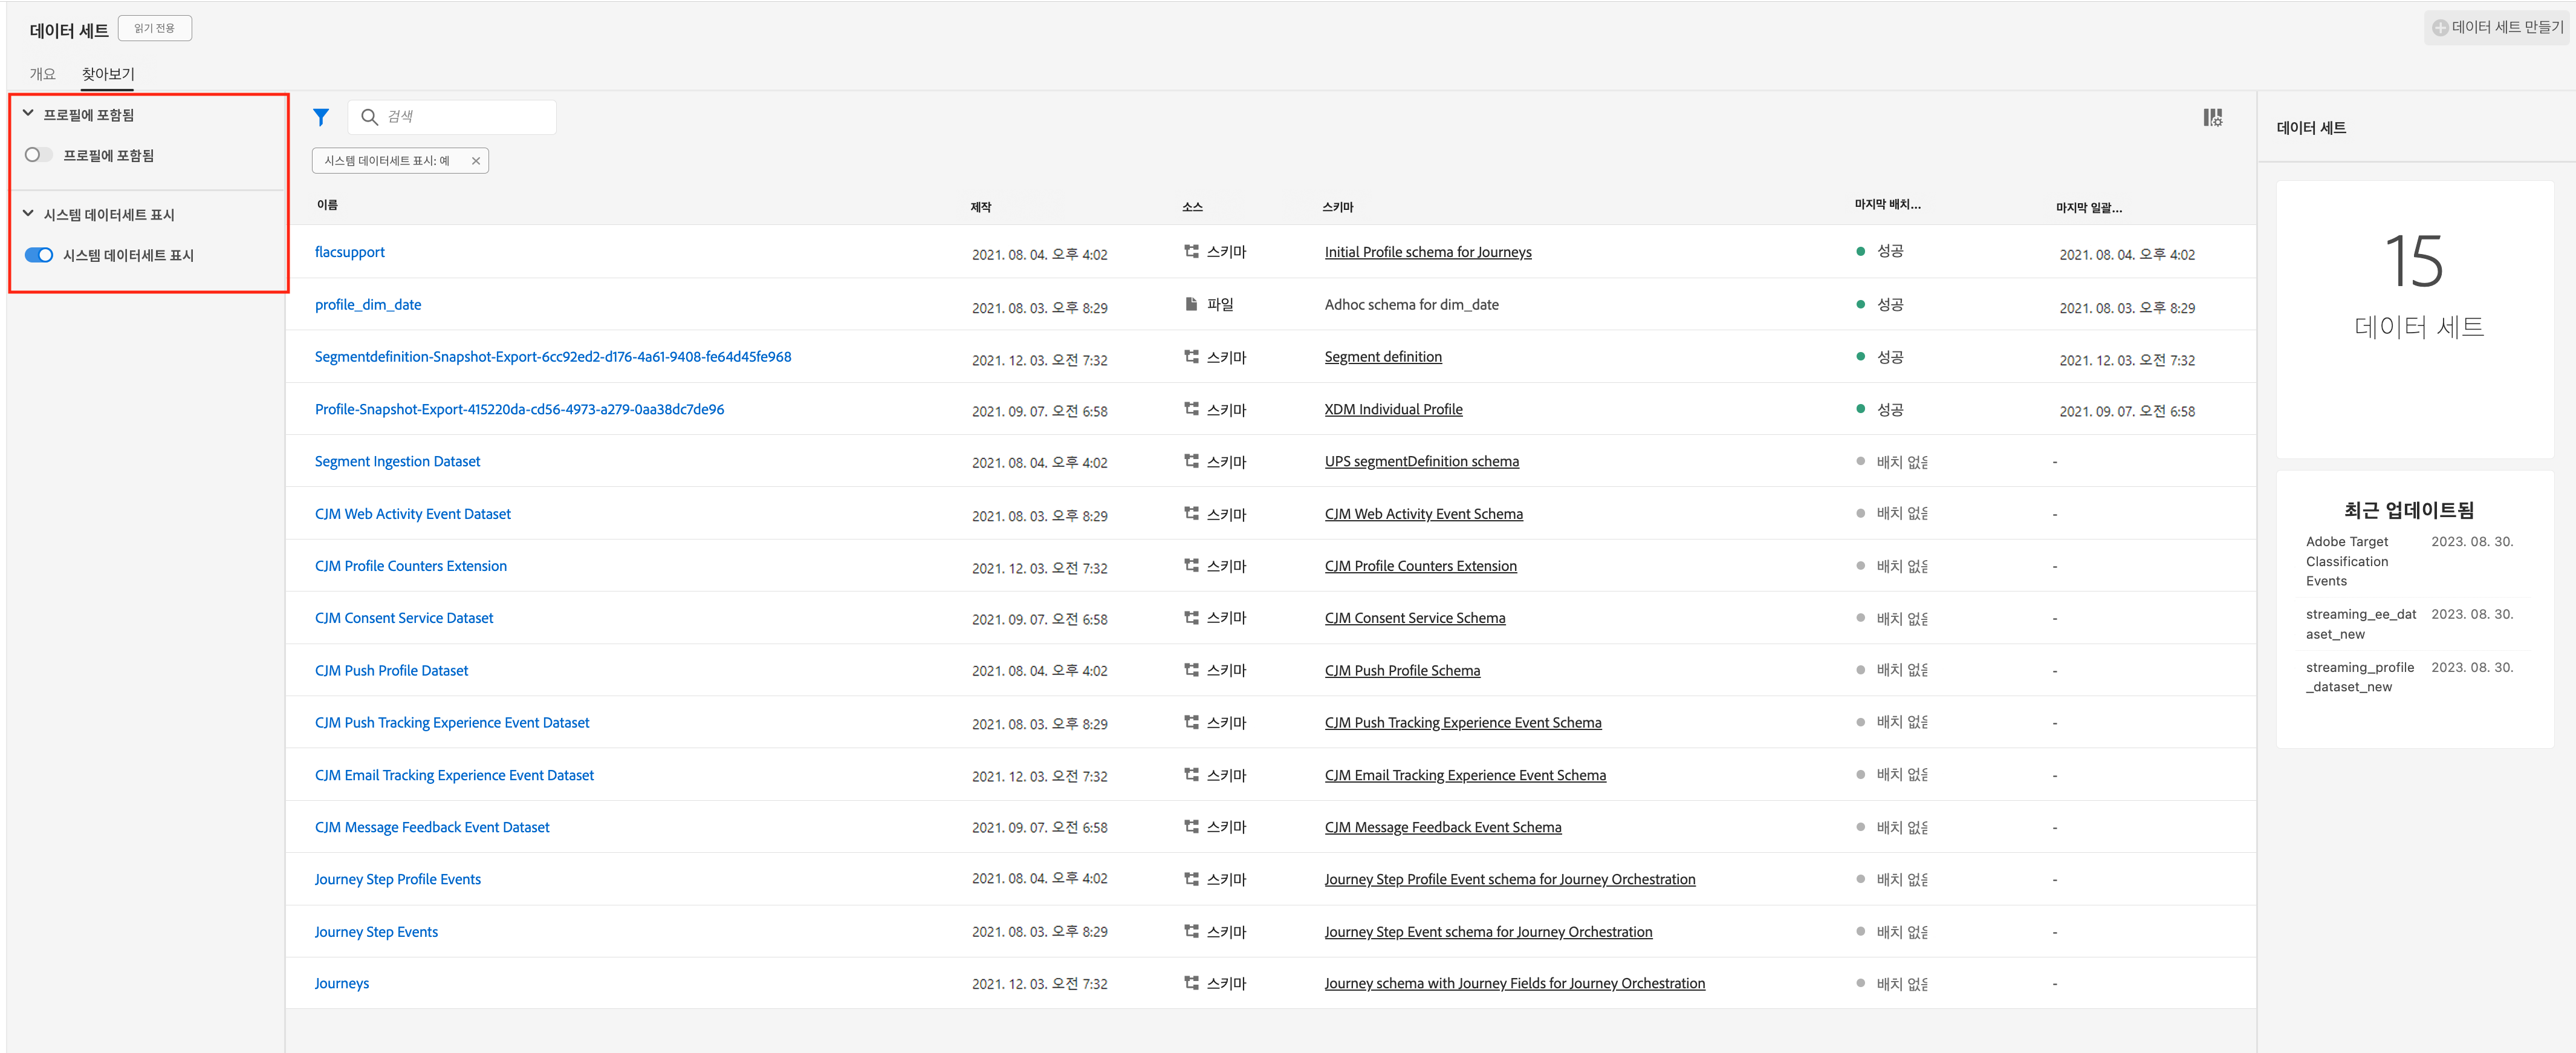 데이터 세트 읽기 전용 데이터 세트 만들기
개요 찾아보기
프로필에 포함됨
프로필에 포함됨
시스템 데이터세트 표시
시스템 데이터세트 표시
검색
시스템 데이터세트 표시: 예
이름 제작 소스 스키마 마지막 배치... 마지막 일괄...
flacsupport 2021. 08. 04. 오후 4:02 스키마 Initial Profile schema for Journeys 성공 2021. 08. 04. 오후 4:02
profile_dim_date 2021. 08. 03. 오후 8:29 파일 Adhoc schema for dim_date 성공 2021. 08. 03. 오후 8:29
Segmentdefinition-Snapshot-Export-6cc92ed2-d176-4a61-9408-fe64d45fe968 2021. 12. 03. 오전 7:32 스키마 Segment definition 성공 2021. 12. 03. 오전 7:32
Profile-Snapshot-Export-415220da-cd56-4973-a279-0aa38dc7de96 2021. 09. 07. 오전 6:58 스키마 XDM Individual Profile 성공 2021. 09. 07. 오전 6:58
Segment Ingestion Dataset 2021. 08. 04. 오후 4:02 스키마 UPS segmentDefinition schema 배치 없음 -
CJM Web Activity Event Dataset 2021. 08. 03. 오후 8:29 스키마 CJM Web Activity Event Schema 배치 없음 -
CJM Profile Counters Extension 2021. 12. 03. 오전 7:32 스키마 CJM Profile Counters Extension 배치 없음 -
CJM Consent Service Dataset 2021. 09. 07. 오전 6:58 스키마 CJM Consent Service Schema 배치 없음 -
CJM Push Profile Dataset 2021. 08. 04. 오후 4:02 스키마 CJM Push Profile Schema 배치 없음 -
CJM Push Tracking Experience Event Dataset 2021. 08. 03. 오후 8:29 스키마 CJM Push Tracking Experience Event Schema 배치 없음 -
CJM Email Tracking Experience Event Dataset 2021. 12. 03. 오전 7:32 스키마 CJM Email Tracking Experience Event Schema 배치 없음 -
CJM Message Feedback Event Dataset 2021. 09. 07. 오전 6:58 스키마 CJM Message Feedback Event Schema 배치 없음 -
Journey Step Profile Events 2021. 08. 04. 오후 4:02 스키마 Journey Step Profile Event schema for Journey Orchestration 배치 없음 -
Journey Step Events 2021. 08. 03. 오후 8:29 스키마 Journey Step Event schema for Journey Orchestration 배치 없음 -
Journeys 2021. 12. 03. 오전 7:32 스키마 Journey schema with Journey Fields for Journey Orchestration 배치 없음 -
데이터 세트
15
데이터 세트
최근 업데이트됨
Adobe Target 2023. 08. 30.
Classification
Events
streaming_ee_dat 2023. 08. 30.
aset_new
streaming_profile 2023. 08. 30.
_dataset_new